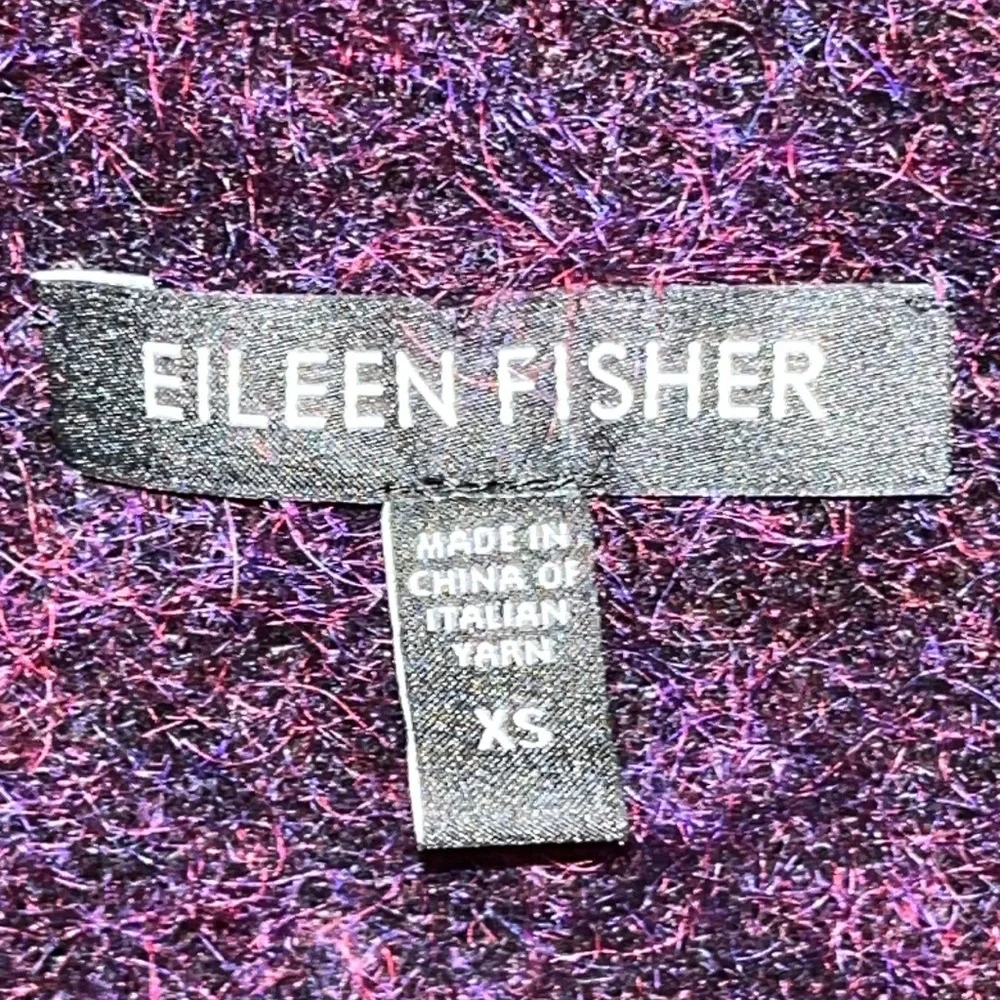 EILEEN FISHER
MADE IN
CHINA OF
ITALIAN
YARN
XS